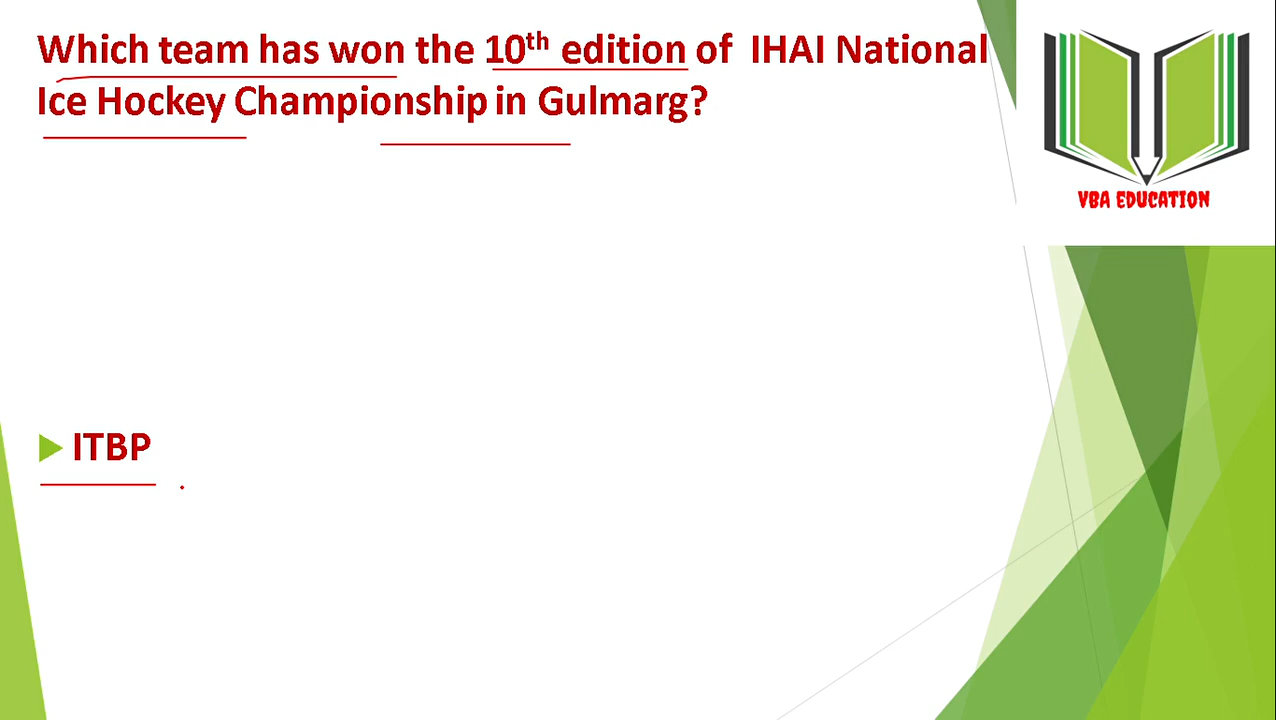 Which team has won the 10th edition of IHAI National
Ice Hockey Championship in Gulmarg?
VBA EDUCATION
ITBP